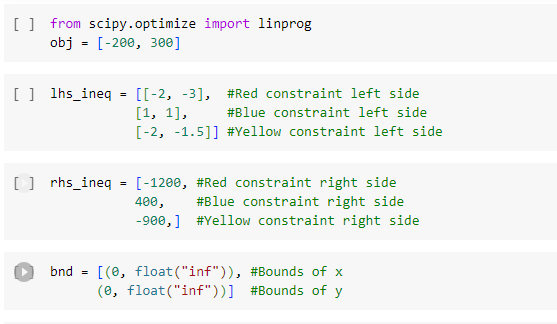 [ ] from scipy.optimize import linprog
obj = [-200, 300]
[ ] lhs_ineq = [[-2, -3], #Red constraint left side
[1, 1], #Blue constraint left side
[-2, -1.5]] #Yellow constraint left side
[ ] rhs_ineq = [-1200, #Red constraint right side
400, #Blue constraint right side
-900,] #Yellow constraint right side
bnd = [(0, float("inf")), #Bounds of x
(0, float("inf"))] #Bounds of y